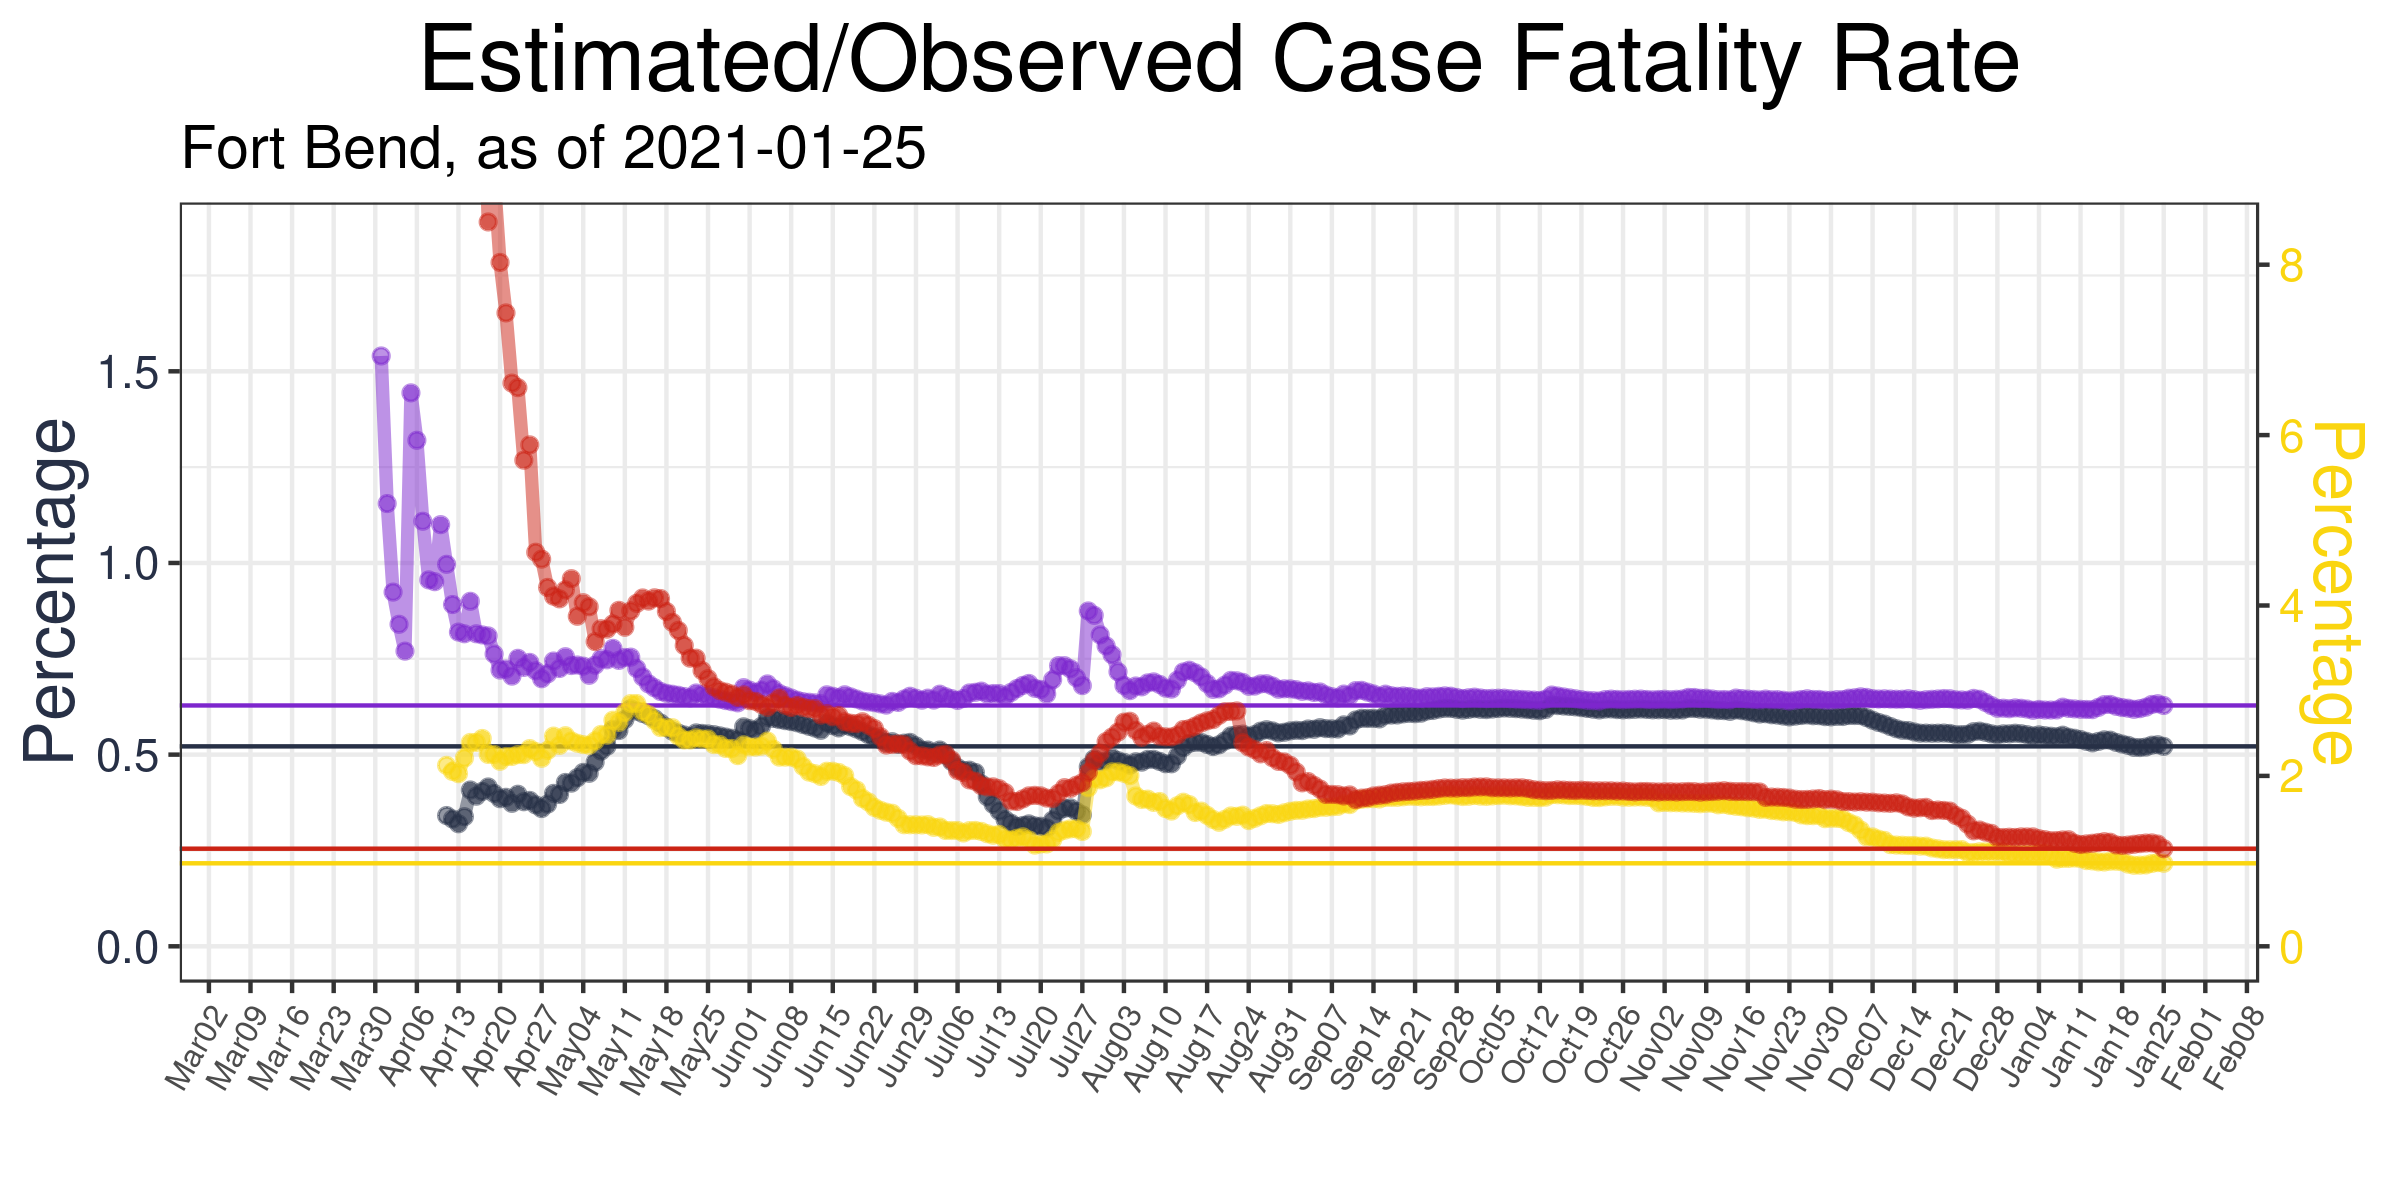 Estimated/Observed Case Fatality Rate
Fort Bend, as of 2021-01-25
Percentage
1.5
1.0
0.5
0.0
8
6
4
2
0
Percentage
Mar02 Mar09 Mar16 Mar23 Mar30 Apr06 Apr13 Apr20 Apr27 May04 May11 May18 May25 Jun01 Jun08 Jun15 Jun22 Jun29 Jul06 Jul13 Jul20 Jul27 Aug03 Aug10 Aug17 Aug24 Aug31 Sep07 Sep14 Sep21 Sep28 Oct05 Oct12 Oct19 Oct26 Nov02 Nov09 Nov16 Nov23 Nov30 Dec07 Dec14 Dec21 Dec28 Jan04 Jan11 Jan18 Jan25 Feb01 Feb08